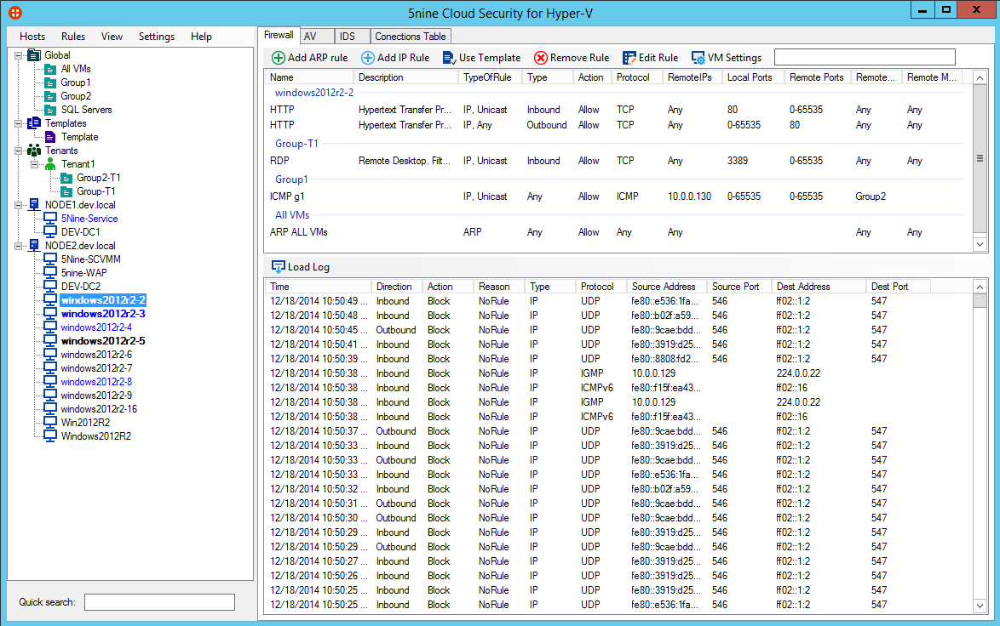 5nine Cloud Security for Hyper-V
Hosts Rules View Settings Help
Global
All VMs
Group1
Group2
SQL Servers
Templates
Template
Tenants
Tenant1
Group2-T1
Group-T1
NODE1.dev.local
5Nine-Service
DEV-DC1
NODE2.dev.local
5Nine-SCVMM
5nine-WAP
DEV-DC2
windows2012r2-2
windows2012r2-3
windows2012r2-4
windows2012r2-5
windows2012r2-6
windows2012r2-7
windows2012r2-8
windows2012r2-9
windows2012r2-16
Win2012R2
Windows2012R2
Quick search:
Firewall AV IDS Conections Table
Add ARP rule Add IP Rule Use Template Remove Rule Edit Rule VM Settings
Name Description TypeOfRule Type Action Protocol RemoteIPs Local Ports Remote Ports Remote... Remote M...
windows2012r2-2
HTTP Hypertext Transfer Pr... IP, Unicast Inbound Allow TCP Any 80 0-65535 Any Any
HTTP Hypertext Transfer Pr... IP, Any Outbound Allow TCP Any 0-65535 80 Any Any
Group-T1
RDP Remote Desktop. Filt... IP, Unicast Inbound Allow TCP Any 3389 0-65535 Any Any
Group1
ICMP g1 IP, Unicast Any Allow ICMP 10.0.0.130 0-65535 0-65535 Group2
All VMs
ARP ALL VMs ARP Any Allow Any Any Any Any
Load Log
Time Direction Action Reason Type Protocol Source Address Source Port Dest Address Dest Port
12/18/2014 10:50:49 ... Inbound Block NoRule IP UDP fe80::e536:1fa... 546 ff02::1:2 547
12/18/2014 10:50:48 ... Inbound Block NoRule IP UDP fe80::b02f:a59... 546 ff02::1:2 547
12/18/2014 10:50:45 ... Outbound Block NoRule IP UDP fe80::9cae:bdd... 546 ff02::1:2 547
12/18/2014 10:50:41 ... Inbound Block NoRule IP UDP fe80::3919:d25... 546 ff02::1:2 547
12/18/2014 10:50:39 ... Inbound Block NoRule IP UDP fe80::8808:fd2... 546 ff02::1:2 547
12/18/2014 10:50:38 ... Inbound Block NoRule IP IGMP 10.0.0.129 224.0.0.22
12/18/2014 10:50:38 ... Inbound Block NoRule IP ICMPv6 fe80::f15f:ea43... ff02::16
12/18/2014 10:50:38 ... Inbound Block NoRule IP IGMP 10.0.0.129 224.0.0.22
12/18/2014 10:50:38 ... Inbound Block NoRule IP ICMPv6 fe80::f15f:ea43... ff02::16
12/18/2014 10:50:37 ... Outbound Block NoRule IP UDP fe80::9cae:bdd... 546 ff02::1:2 547
12/18/2014 10:50:33 ... Inbound Block NoRule IP UDP fe80::3919:d25... 546 ff02::1:2 547
12/18/2014 10:50:33 ... Outbound Block NoRule IP UDP fe80::9cae:bdd... 546 ff02::1:2 547
12/18/2014 10:50:33 ... Inbound Block NoRule IP UDP fe80::e536:1fa... 546 ff02::1:2 547
12/18/2014 10:50:32 ... Inbound Block NoRule IP UDP fe80::b02f:a59... 546 ff02::1:2 547
12/18/2014 10:50:31 ... Outbound Block NoRule IP UDP fe80::9cae:bdd... 546 ff02::1:2 547
12/18/2014 10:50:30 ... Outbound Block NoRule IP UDP fe80::9cae:bdd... 546 ff02::1:2 547
12/18/2014 10:50:29 ... Inbound Block NoRule IP UDP fe80::3919:d25... 546 ff02::1:2 547
12/18/2014 10:50:29 ... Outbound Block NoRule IP UDP fe80::9cae:bdd... 546 ff02::1:2 547
12/18/2014 10:50:27 ... Inbound Block NoRule IP UDP fe80::3919:d25... 546 ff02::1:2 547
12/18/2014 10:50:26 ... Inbound Block NoRule IP UDP fe80::3919:d25... 546 ff02::1:2 547
12/18/2014 10:50:25 ... Inbound Block NoRule IP UDP fe80::3919:d25... 546 ff02::1:2 547
12/18/2014 10:50:25 ... Inbound Block NoRule IP UDP fe80::e536:1fa... 546 ff02::1:2 547